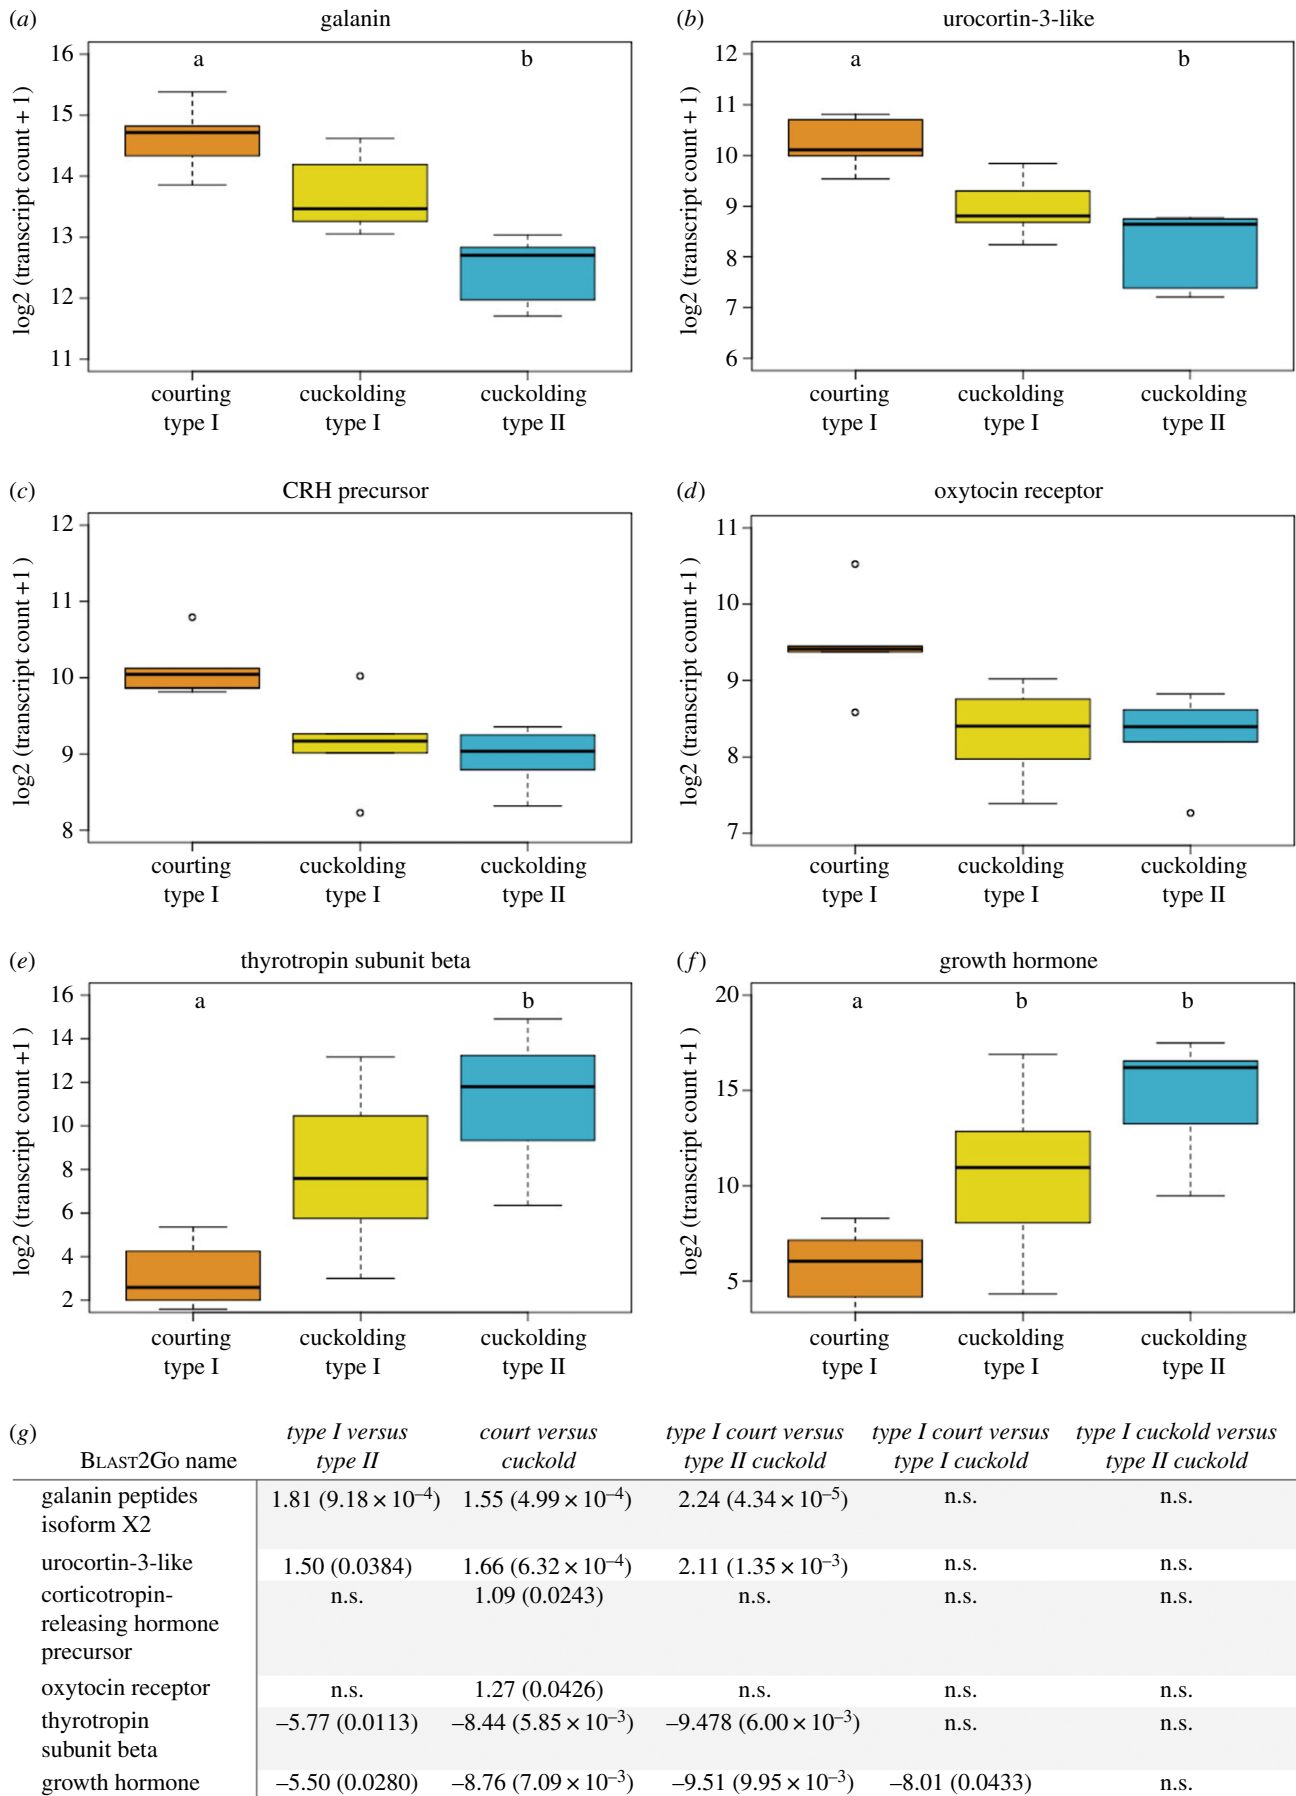 (a) galanin
16
15
14
13
12
11
log2 (transcript count + 1)
a b
courting type I
cuckolding type I
cuckolding type II
(b) urocortin-3-like
12
11
10
9
8
7
6
log2 (transcript count + 1)
a b
courting type I
cuckolding type I
cuckolding type II
(c) CRH precursor
12
11
10
9
8
log2 (transcript count +1 )
courting type I
cuckolding type I
cuckolding type II
(d) oxytocin receptor
11
10
9
8
7
log2 (transcript count +1 )
courting type I
cuckolding type I
cuckolding type II
(e) thyrotropin subunit beta
16
14
12
10
8
6
4
2
log2 (transcript count +1 )
a b
courting type I
cuckolding type I
cuckolding type II
(f) growth hormone
20
15
10
5
log2 (transcript count +1 )
a b b
courting type I
cuckolding type I
cuckolding type II
(g)
BLAST2GO name | type I versus type II | court versus cuckold | type I court versus type II cuckold | type I court versus type I cuckold | type I cuckold versus type II cuckold
galanin peptides isoform X2 | 1.81 (9.18 × 10⁻⁴) | 1.55 (4.99 × 10⁻⁴) | 2.24 (4.34 × 10⁻⁵) | n.s. | n.s.
urocortin-3-like | 1.50 (0.0384) | 1.66 (6.32 × 10⁻⁴) | 2.11 (1.35 × 10⁻³) | n.s. | n.s.
corticotropin-releasing hormone precursor | n.s. | 1.09 (0.0243) | n.s. | n.s. | n.s.
oxytocin receptor | n.s. | 1.27 (0.0426) | n.s. | n.s. | n.s.
thyrotropin subunit beta | –5.77 (0.0113) | –8.44 (5.85 × 10⁻³) | –9.478 (6.00 × 10⁻³) | n.s. | n.s.
growth hormone | –5.50 (0.0280) | –8.76 (7.09 × 10⁻³) | –9.51 (9.95 × 10⁻³) | –8.01 (0.0433) | n.s.